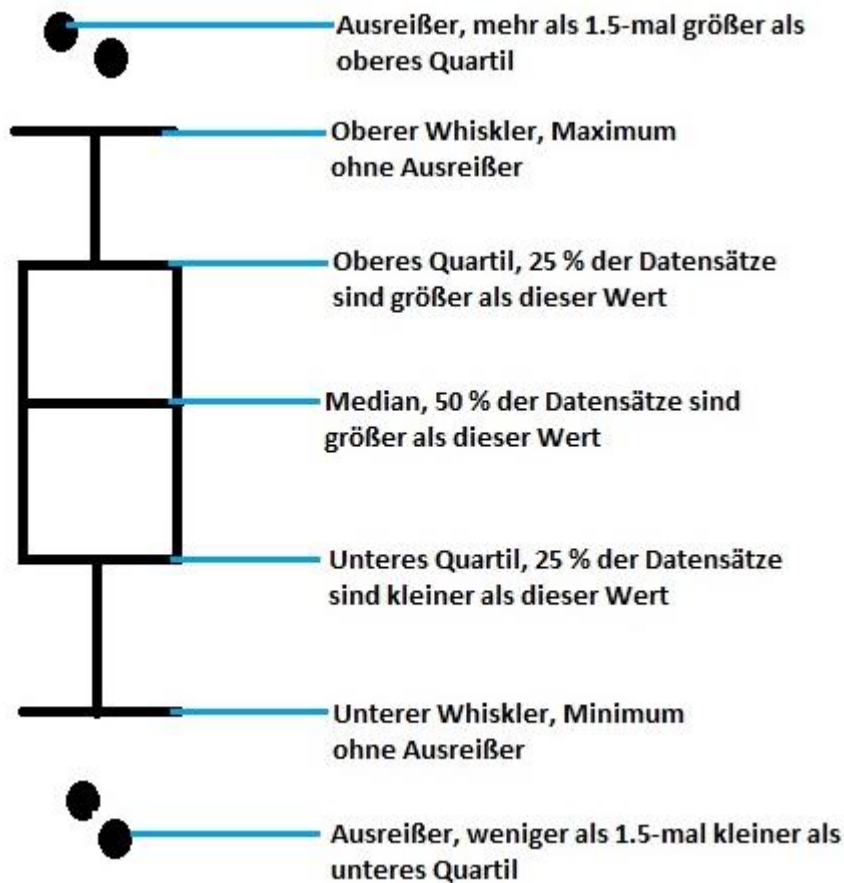 Ausreißer, mehr als 1.5-mal größer als
oberes Quartil
Oberer Whiskler, Maximum
ohne Ausreißer
Oberes Quartil, 25 % der Datensätze
sind größer als dieser Wert
Median, 50 % der Datensätze sind
größer als dieser Wert
Unteres Quartil, 25 % der Datensätze
sind kleiner als dieser Wert
Unterer Whiskler, Minimum
ohne Ausreißer
Ausreißer, weniger als 1.5-mal kleiner als
unteres Quartil